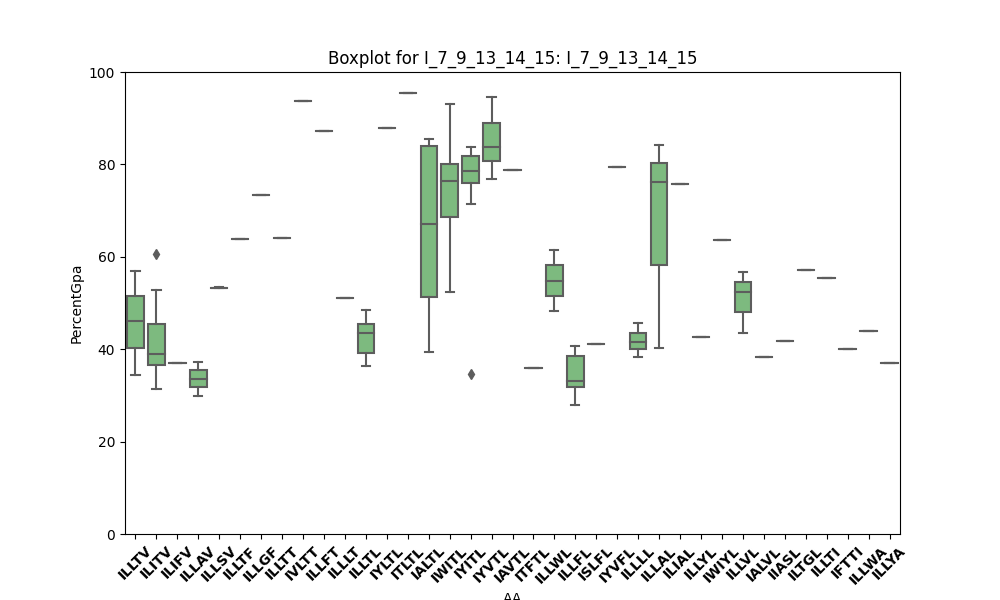 Boxplot for I_7_9_13_14_15: I_7_9_13_14_15
100
80
60
40
20
0
PercentGpa
ILLTV
ILITV
ILIFV
ILLAV
ILLSV
ILLTF
ILLGF
ILLTT
IVLTT
ILLFT
ILLLT
ILLTL
IYLTL
ITLTL
IALTL
IWITL
IYITL
IYVTL
IAVTL
ITFTL
ILLWL
ILLFL
ISLFL
IYVFL
ILLLL
ILLAL
ILIAL
ILLYL
IWIYL
ILLVL
IALVL
IIASL
ILTGL
ILLTI
IFTTI
ILLWA
ILLYA
AA